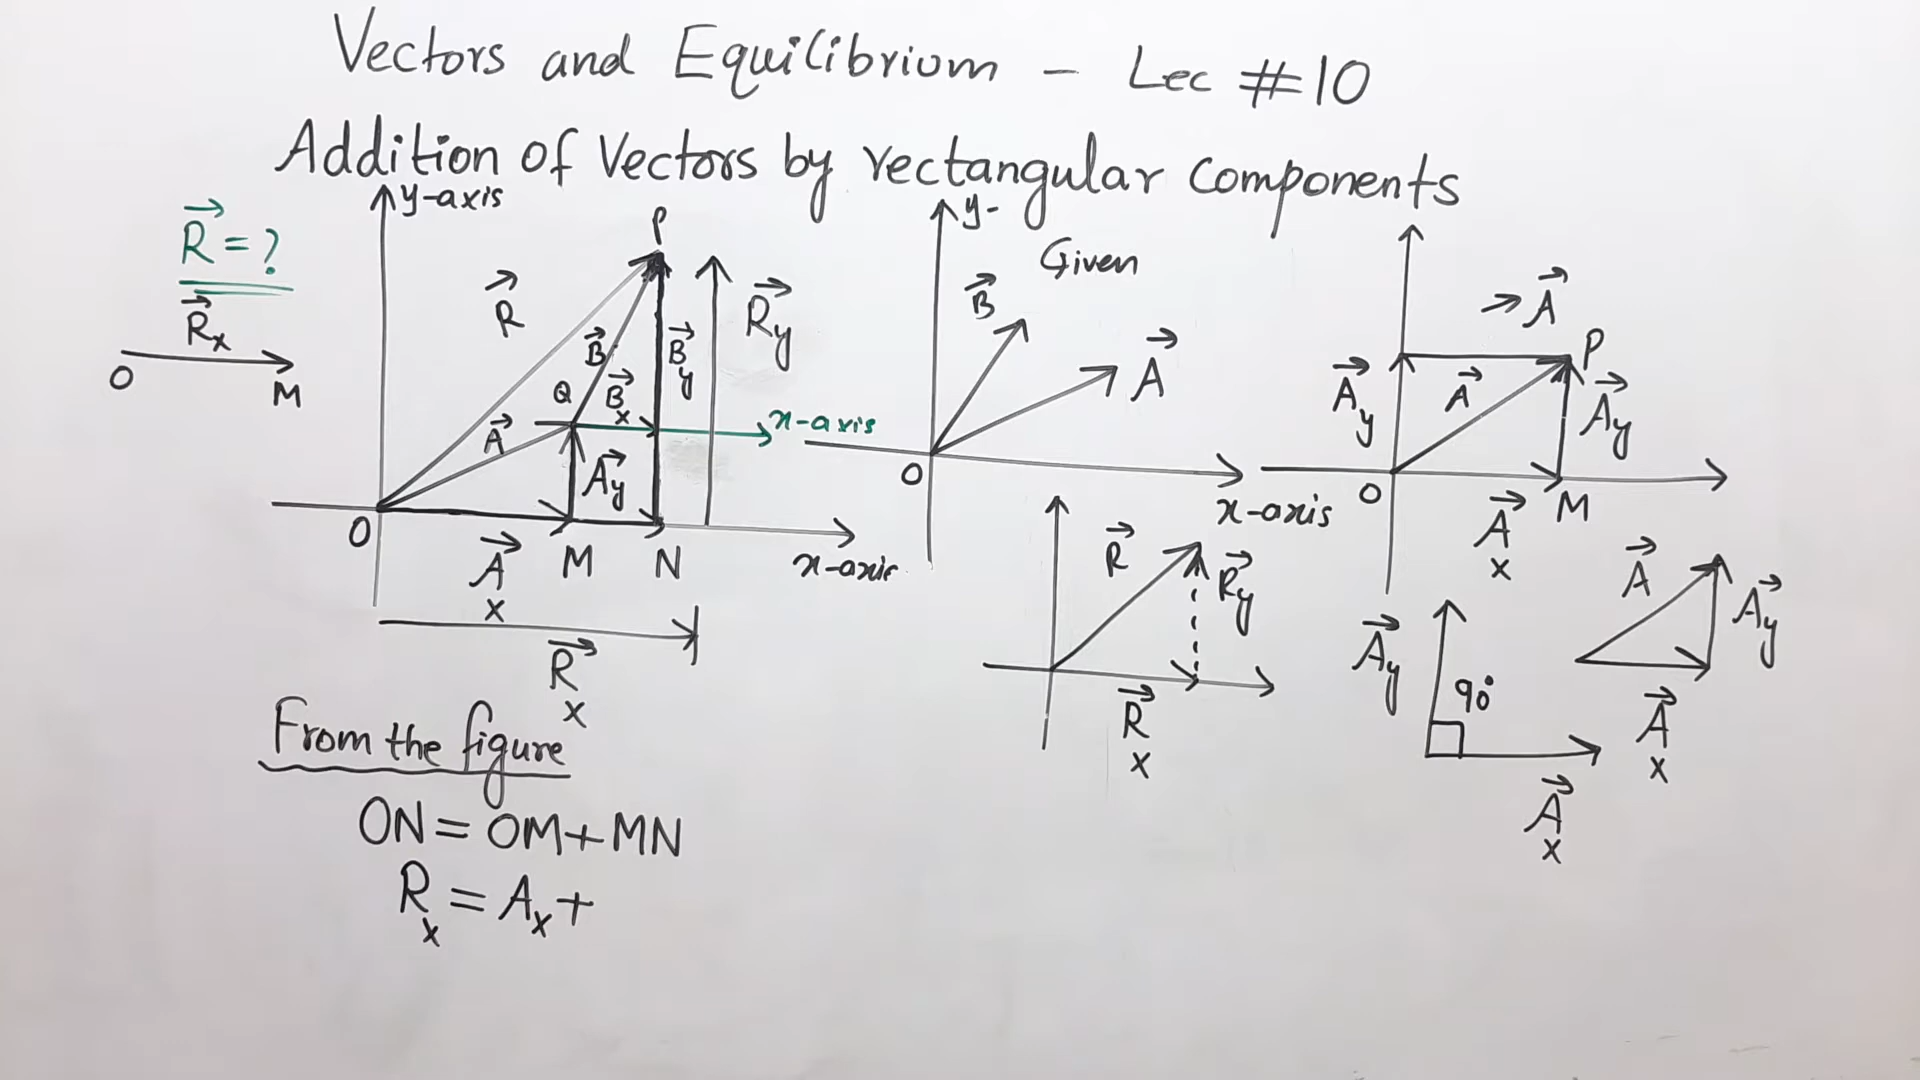 Vectors and Equilibrium - Lec #10
Addition of Vectors by rectangular components
R = ?
Rx
O
M
y-axis
P
R
Ry
B
By
Q
Bx
A
Ay
x-axis
O
Ax
M
N
x-axis
Rx
y-
Given
B
A
O
x-axis
A
P
Ay
A
Ay
O
Ax
M
R
Ry
Rx
A
Ay
Ax
Ay
90°
Ax
From the figure
ON = OM + MN
Rx = Ax +